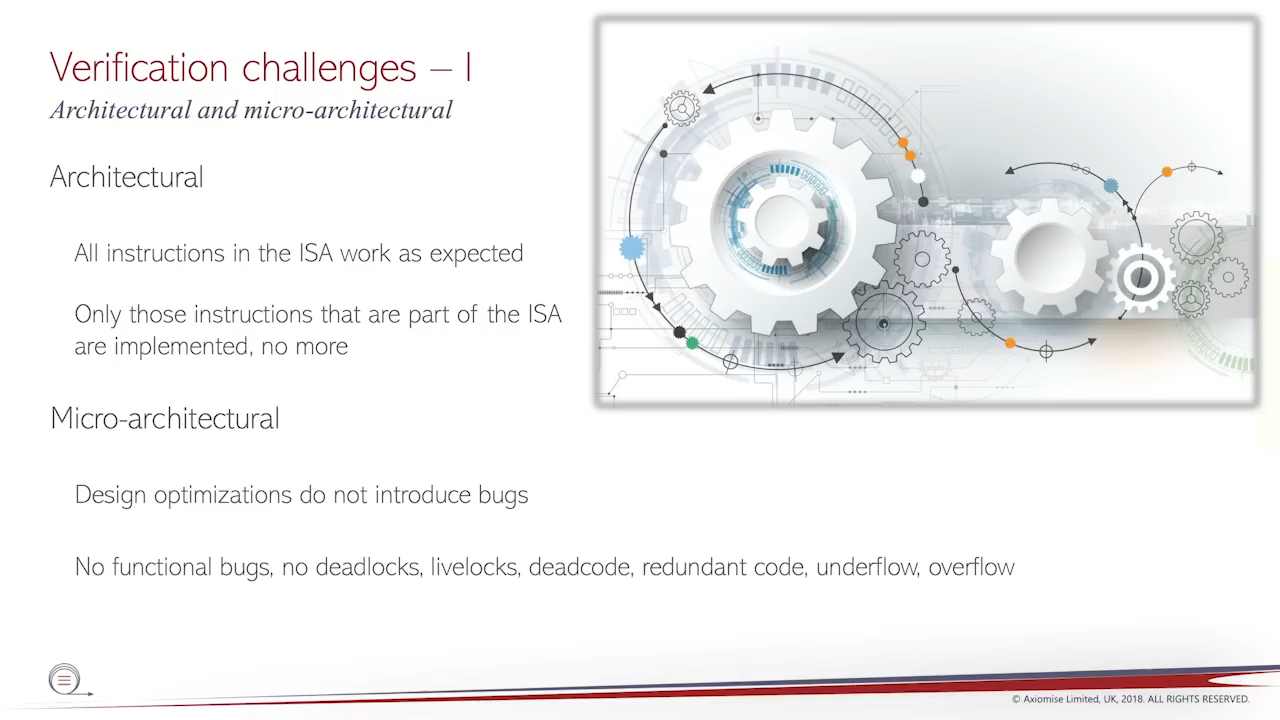 Verification challenges – I
Architectural and micro-architectural
Architectural
All instructions in the ISA work as expected
Only those instructions that are part of the ISA
are implemented, no more
Micro-architectural
Design optimizations do not introduce bugs
No functional bugs, no deadlocks, livelocks, deadcode, redundant code, underflow, overflow
© Axiomise Limited, UK, 2018. ALL RIGHTS RESERVED.